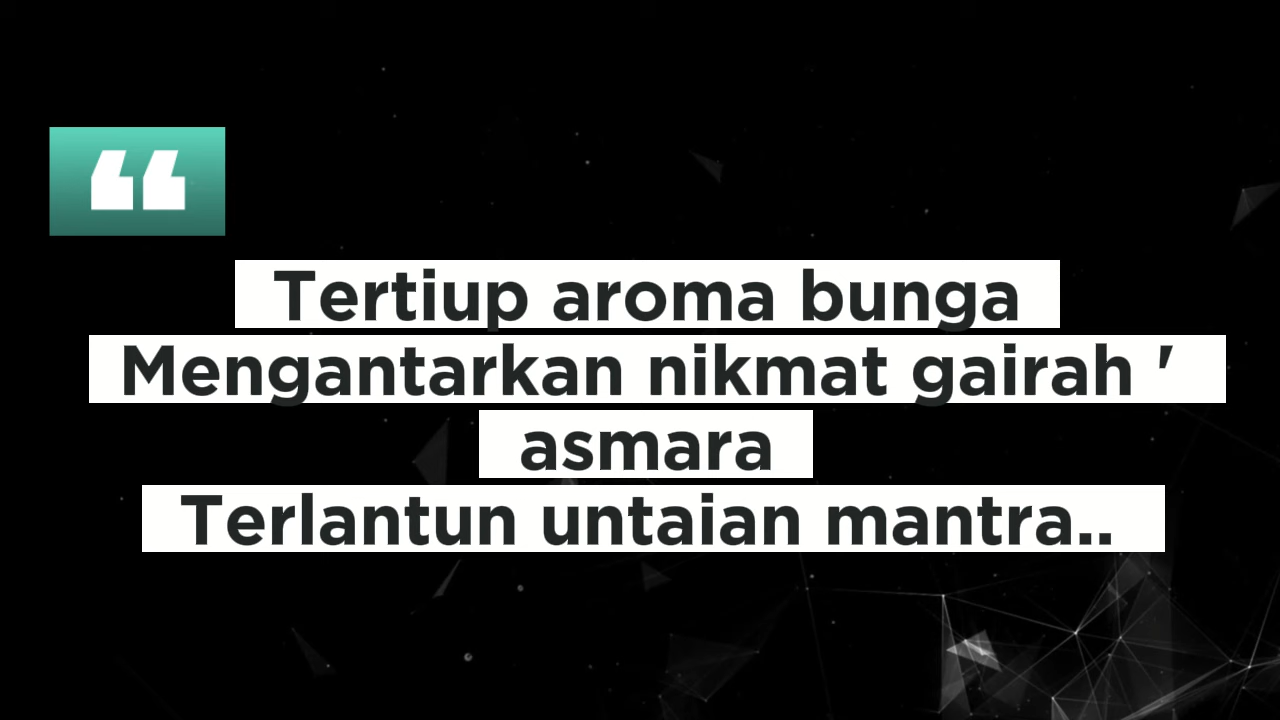 ❝
Tertiup aroma bunga
Mengantarkan nikmat gairah '
asmara
Terlantun untaian mantra..